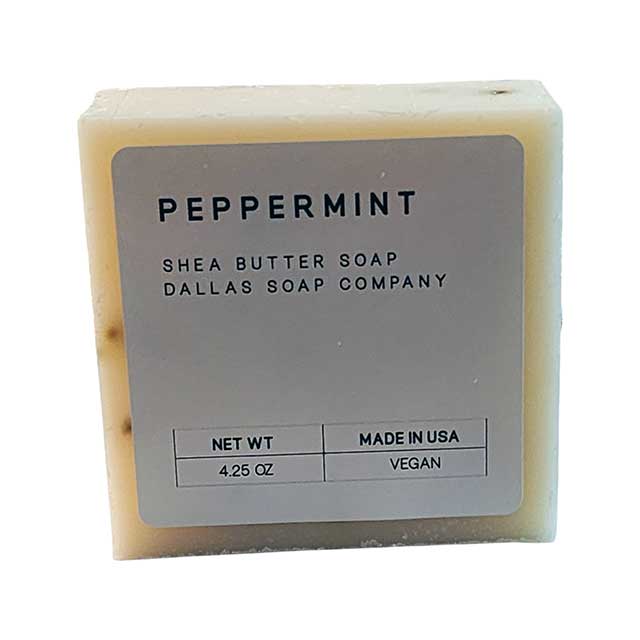 PEPPERMINT
SHEA BUTTER SOAP
DALLAS SOAP COMPANY
NET WT
MADE IN USA
4.25 OZ
VEGAN